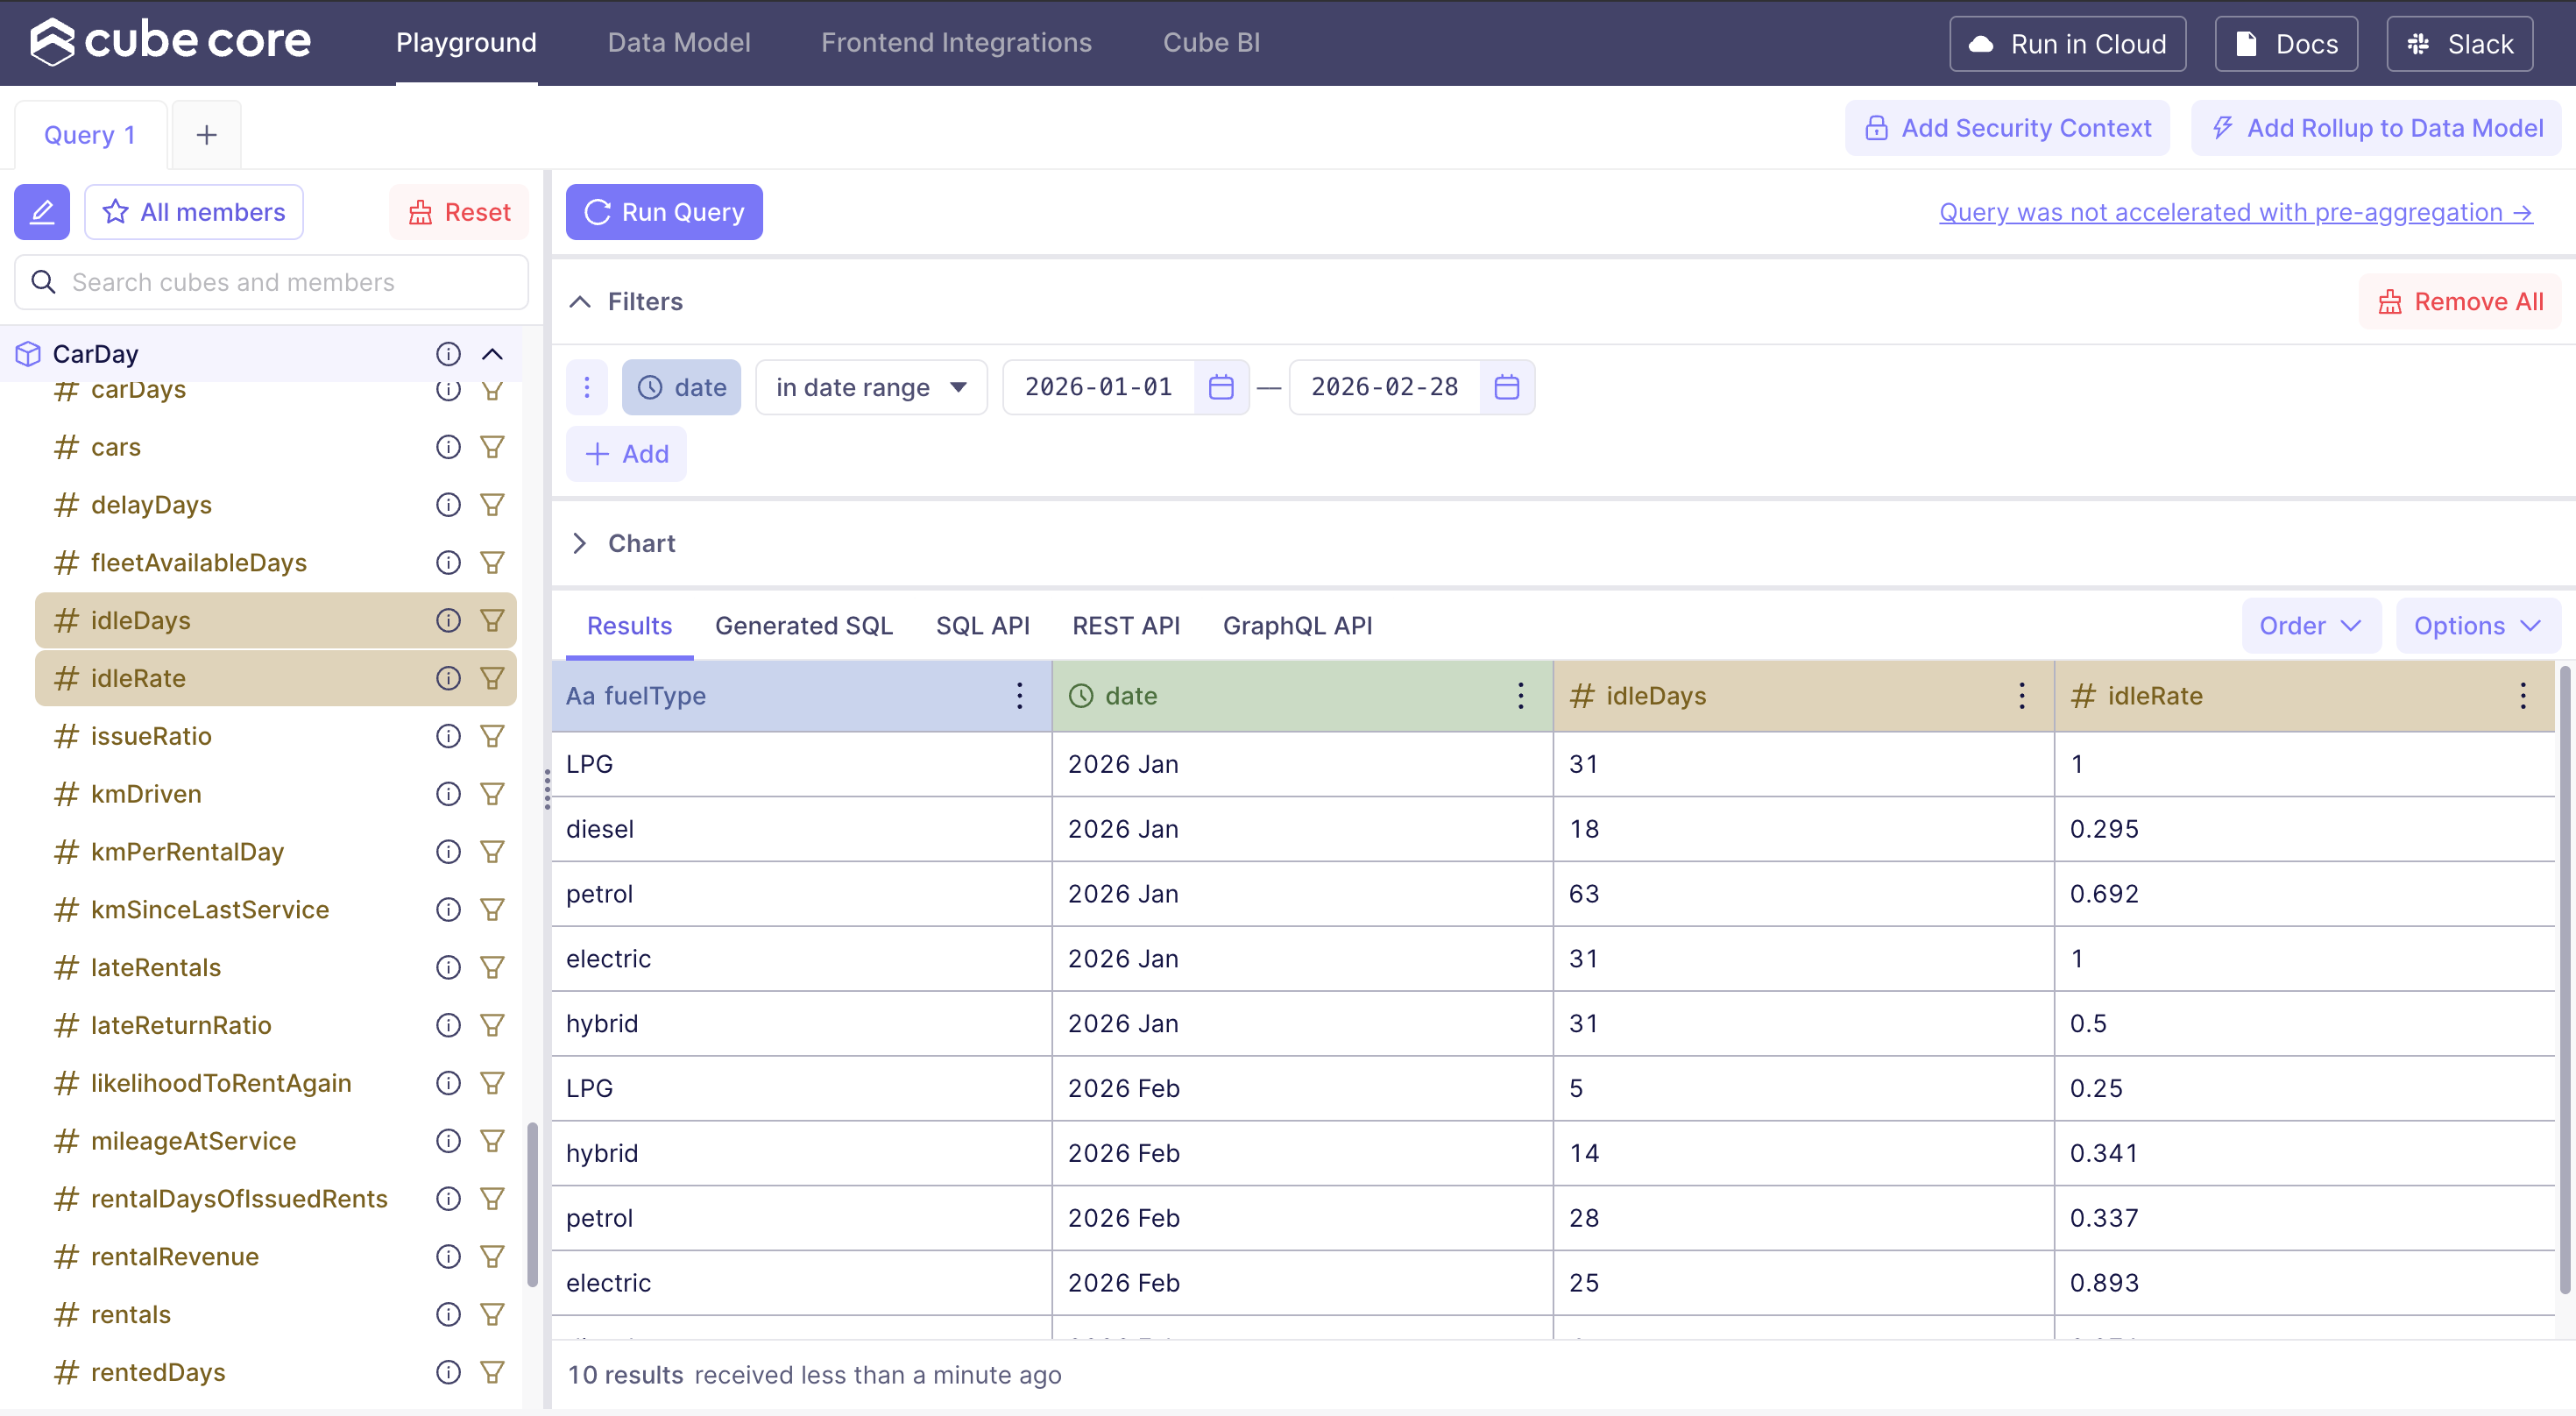 cube core Playground Data Model Frontend Integrations Cube BI Run in Cloud Docs Slack
Query 1 + Add Security Context Add Rollup to Data Model
All members Reset Run Query Query was not accelerated with pre-aggregation →
Search cubes and members
Filters Remove All
CarDay
date in date range 2026-01-01 — 2026-02-28
Add
Chart
# carDays
# cars
# delayDays
# fleetAvailableDays
# idleDays
# idleRate
# issueRatio
# kmDriven
# kmPerRentalDay
# kmSinceLastService
# lateRentals
# lateReturnRatio
# likelihoodToRentAgain
# mileageAtService
# rentalDaysOfIssuedRents
# rentalRevenue
# rentals
# rentedDays
Results Generated SQL SQL API REST API GraphQL API Order Options
Aa fuelType date # idleDays # idleRate
LPG 2026 Jan 31 1
diesel 2026 Jan 18 0.295
petrol 2026 Jan 63 0.692
electric 2026 Jan 31 1
hybrid 2026 Jan 31 0.5
LPG 2026 Feb 5 0.25
hybrid 2026 Feb 14 0.341
petrol 2026 Feb 28 0.337
electric 2026 Feb 25 0.893
10 results received less than a minute ago